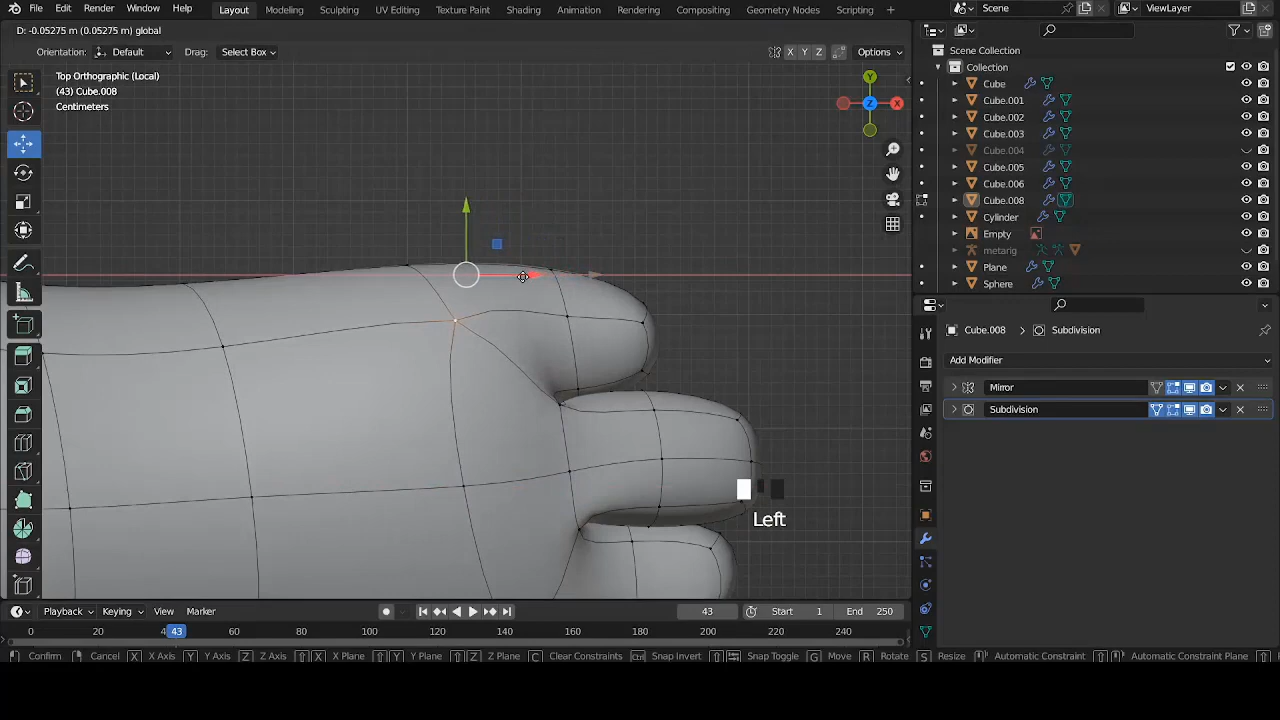 File Edit Render Window Help Layout Modeling Sculpting UV Editing Texture Paint Shading Animation Rendering Compositing Geometry Nodes Scripting + Scene ViewLayer
D: -0.05275 m (0.05275 m) global
Orientation: Default Drag: Select Box X Y Z Options
Top Orthographic (Local)
(43) Cube.008
Centimeters
Y
Z
X
Scene Collection
Collection
Cube
Cube.001
Cube.002
Cube.003
Cube.004
Cube.005
Cube.006
Cube.008
Cylinder
Empty
metarig
Plane
Sphere
Cube.008 > Subdivision
Add Modifier
Mirror
Subdivision
Left
Playback Keying View Marker 43 Start 1 End 250
0 20 43 60 80 100 120 140 160 180 200 220 240
Confirm Cancel X X Axis Y Y Axis Z Z Axis X X Plane Y Y Plane Z Z Plane C Clear Constraints Ctrl Snap Invert Snap Toggle G Move R Rotate S Resize Automatic Constraint Automatic Constraint Plane